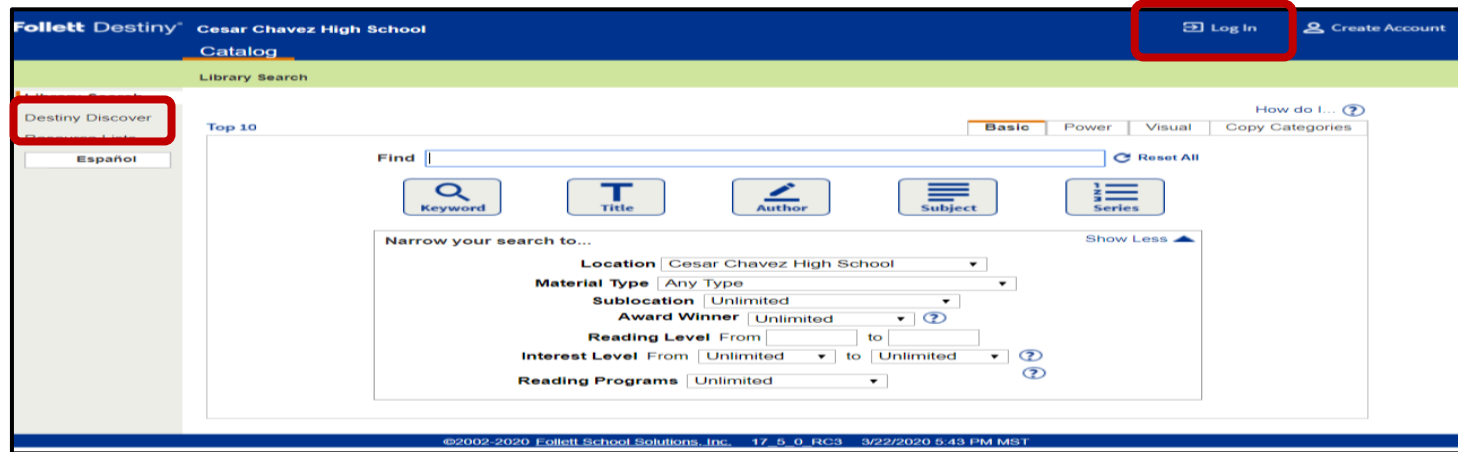 Follett Destiny® Cesar Chavez High School Log In Create Account
Catalog
Library Search
Library Search
Destiny Discover
Resource Lists
Español
How do I... ?
Top 10 Basic Power Visual Copy Categories
Find Reset All
Keyword Title Author Subject Series
Narrow your search to... Show Less
Location Cesar Chavez High School
Material Type Any Type
Sublocation Unlimited
Award Winner Unlimited ?
Reading Level From to
Interest Level From Unlimited to Unlimited ?
Reading Programs Unlimited ?
©2002-2020 Follett School Solutions, Inc. 17_5_0_RC3 3/22/2020 5:43 PM MST